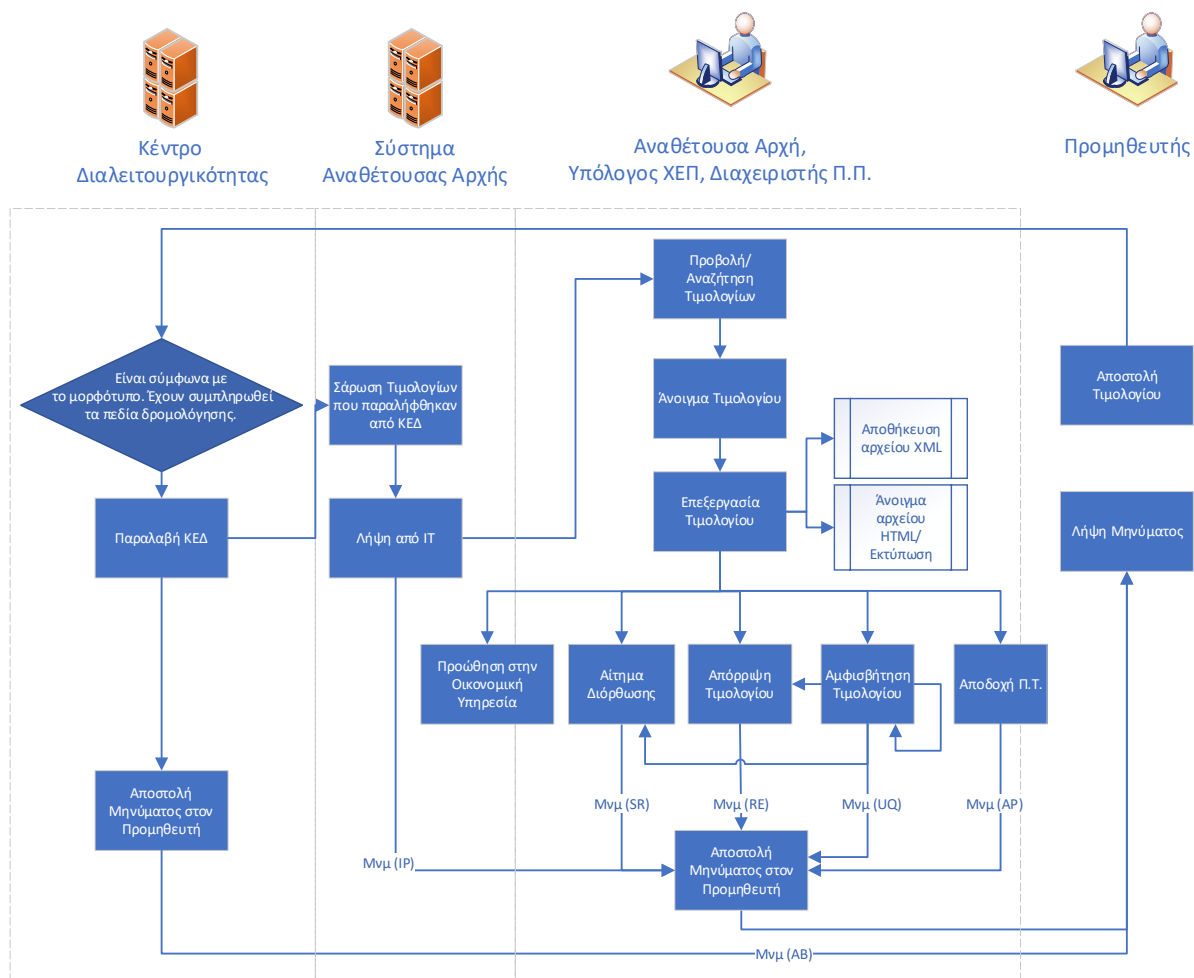 Κέντρο
Διαλειτουργικότητας
Σύστημα
Αναθέτουσας Αρχής
Αναθέτουσα Αρχή,
Υπόλογος ΧΕΠ, Διαχειριστής Π.Π.
Προμηθευτής
Προβολή/
Αναζήτηση
Τιμολογίων
Είναι σύμφωνα με
το μορφότυπο. Έχουν συμπληρωθεί
τα πεδία δρομολόγησης.
Σάρωση Τιμολογίων
που παραλήφθηκαν
από ΚΕΔ
Άνοιγμα Τιμολογίου
Αποστολή
Τιμολογίου
Αποθήκευση
αρχείου XML
Παραλαβή ΚΕΔ
Λήψη από IT
Επεξεργασία
Τιμολογίου
Άνοιγμα
αρχείου
HTML/
Εκτύπωση
Λήψη Μηνύματος
Προώθηση στην
Οικονομική
Υπηρεσία
Αίτημα
Διόρθωσης
Απόρριψη
Τιμολογίου
Αμφισβήτηση
Τιμολογίου
Αποδοχή Π.Τ.
Αποστολή
Μηνύματος στον
Προμηθευτή
Μνμ (SR)
Μνμ (RE)
Μνμ (UQ)
Μνμ (AP)
Μνμ (IP)
Αποστολή
Μηνύματος στον
Προμηθευτή
Μνμ (AB)